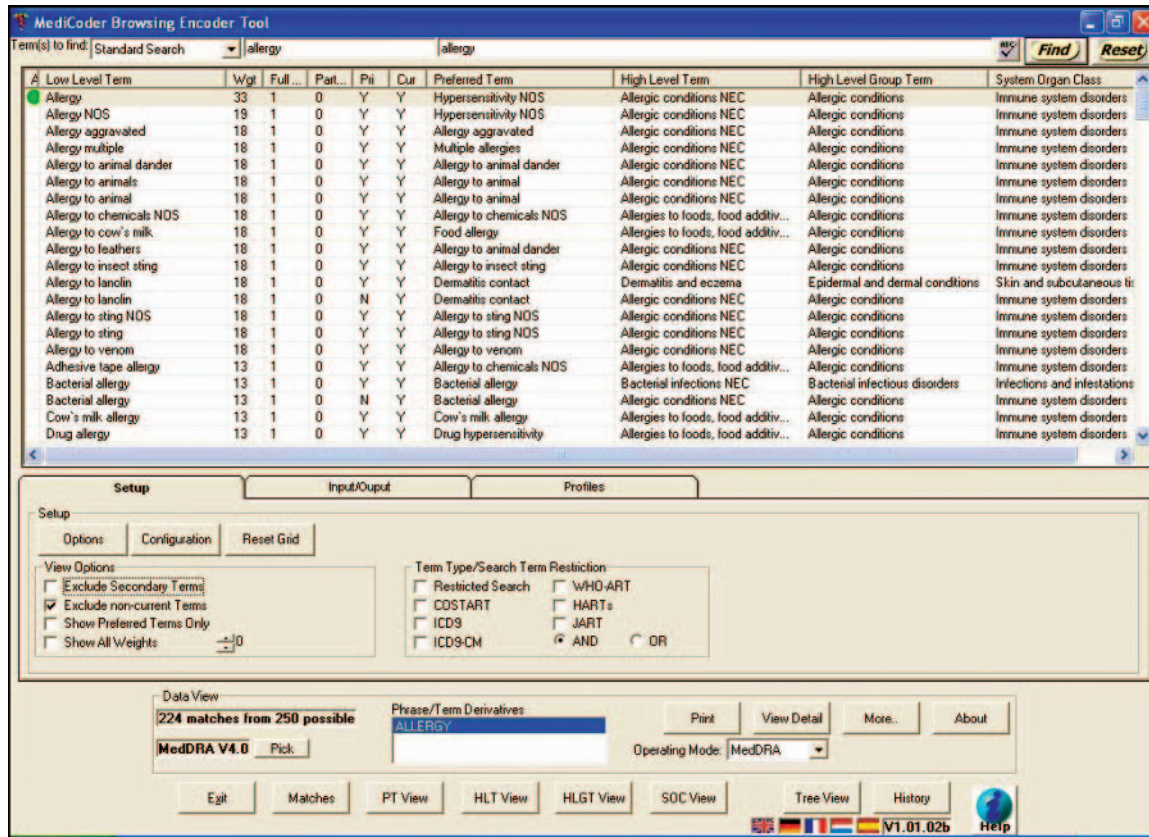 MediCoder Browsing Encoder Tool
Term(s) to find: Standard Search allergy allergy ABC Find Reset
A Low Level Term Wgt Full ... Part... Pri Cur Preferred Term High Level Term High Level Group Term System Organ Class
Allergy 33 1 0 Y Y Hypersensitivity NOS Allergic conditions NEC Allergic conditions Immune system disorders
Allergy NOS 19 1 0 Y Y Hypersensitivity NOS Allergic conditions NEC Allergic conditions Immune system disorders
Allergy aggravated 18 1 0 Y Y Allergy aggravated Allergic conditions NEC Allergic conditions Immune system disorders
Allergy multiple 18 1 0 Y Y Multiple allergies Allergic conditions NEC Allergic conditions Immune system disorders
Allergy to animal dander 18 1 0 Y Y Allergy to animal dander Allergic conditions NEC Allergic conditions Immune system disorders
Allergy to animals 18 1 0 Y Y Allergy to animal Allergic conditions NEC Allergic conditions Immune system disorders
Allergy to animal 18 1 0 Y Y Allergy to animal Allergic conditions NEC Allergic conditions Immune system disorders
Allergy to chemicals NOS 18 1 0 Y Y Allergy to chemicals NOS Allergies to foods, food additiv... Allergic conditions Immune system disorders
Allergy to cow's milk 18 1 0 Y Y Food allergy Allergies to foods, food additiv... Allergic conditions Immune system disorders
Allergy to feathers 18 1 0 Y Y Allergy to animal dander Allergic conditions NEC Allergic conditions Immune system disorders
Allergy to insect sting 18 1 0 Y Y Allergy to insect sting Allergic conditions NEC Allergic conditions Immune system disorders
Allergy to lanolin 18 1 0 Y Y Dermatitis contact Dermatitis and eczema Epidermal and dermal conditions Skin and subcutaneous tis
Allergy to lanolin 18 1 0 N Y Dermatitis contact Allergic conditions NEC Allergic conditions Immune system disorders
Allergy to sting NOS 18 1 0 Y Y Allergy to sting NOS Allergic conditions NEC Allergic conditions Immune system disorders
Allergy to sting 18 1 0 Y Y Allergy to sting NOS Allergic conditions NEC Allergic conditions Immune system disorders
Allergy to venom 18 1 0 Y Y Allergy to venom Allergic conditions NEC Allergic conditions Immune system disorders
Adhesive tape allergy 13 1 0 Y Y Allergy to chemicals NOS Allergies to foods, food additiv... Allergic conditions Immune system disorders
Bacterial allergy 13 1 0 Y Y Bacterial allergy Bacterial infections NEC Bacterial infectious disorders Infections and infestations
Bacterial allergy 13 1 0 N Y Bacterial allergy Allergic conditions NEC Allergic conditions Immune system disorders
Cow's milk allergy 13 1 0 Y Y Cow's milk allergy Allergies to foods, food additiv... Allergic conditions Immune system disorders
Drug allergy 13 1 0 Y Y Drug hypersensitivity Allergies to foods, food additiv... Allergic conditions Immune system disorders
Setup Input/Ouput Profiles
Setup
Options Configuration Reset Grid
View Options Term Type/Search Term Restriction
Exclude Secondary Terms Restricted Search WHO-ART
Exclude non-current Terms COSTART HARTs
Show Preferred Terms Only ICD9 JART
Show All Weights 0 ICD9-CM AND OR
Data View
224 matches from 250 possible Phrase/Term Derivatives Print View Detail More.. About
ALLERGY
MedDRA V4.0 Pick Operating Mode: MedDRA
Exit Matches PT View HLT View HLGT View SOC View Tree View History
V1.01.02b Help